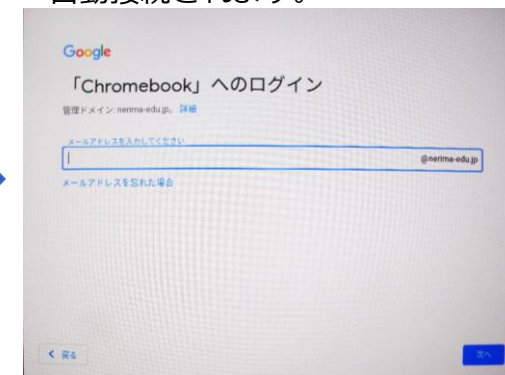 自動接続されます。
Google
「Chromebook」へのログイン
管理ドメイン: nerima-edu.jp。 詳細
メールアドレスを入力してください
@nerima-edu.jp
メールアドレスを忘れた場合
< 戻る
次へ